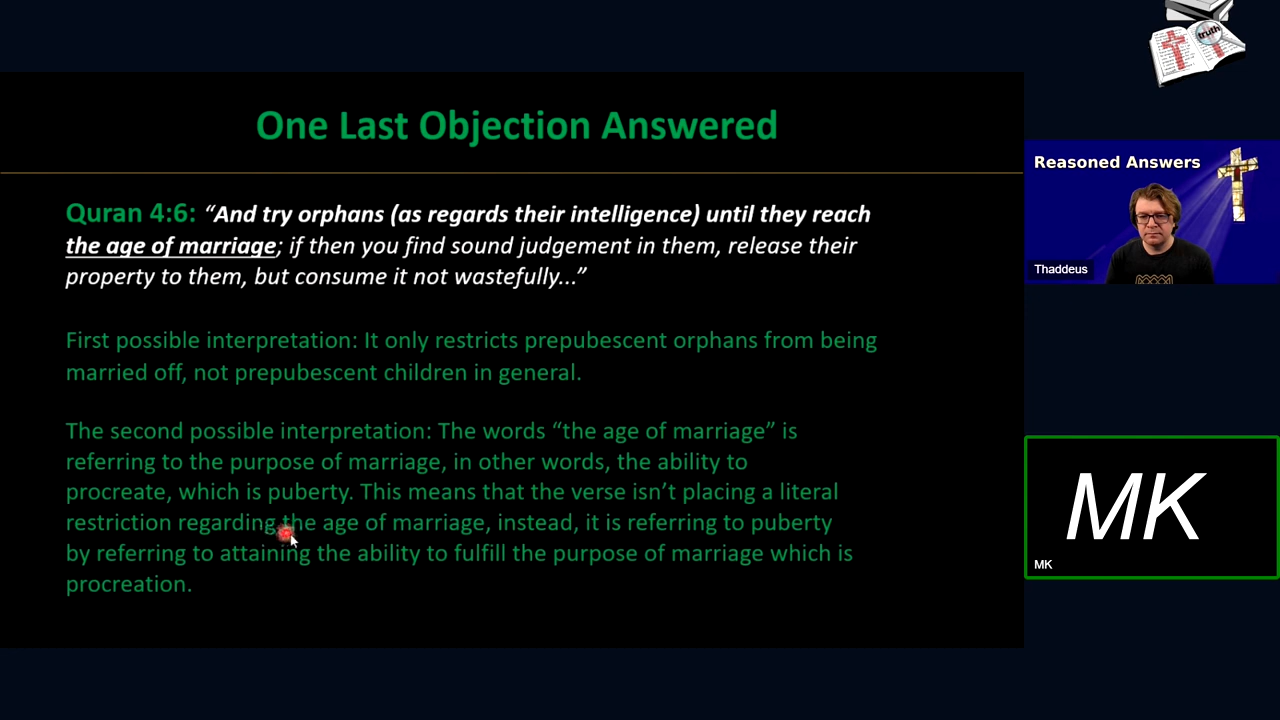 One Last Objection Answered
Quran 4:6: “And try orphans (as regards their intelligence) until they reach
the age of marriage; if then you find sound judgement in them, release their
property to them, but consume it not wastefully...”
First possible interpretation: It only restricts prepubescent orphans from being
married off, not prepubescent children in general.
The second possible interpretation: The words “the age of marriage” is
referring to the purpose of marriage, in other words, the ability to
procreate, which is puberty. This means that the verse isn’t placing a literal
restriction regarding the age of marriage, instead, it is referring to puberty
by referring to attaining the ability to fulfill the purpose of marriage which is
procreation.
truth
Reasoned Answers
Thaddeus
MK
MK